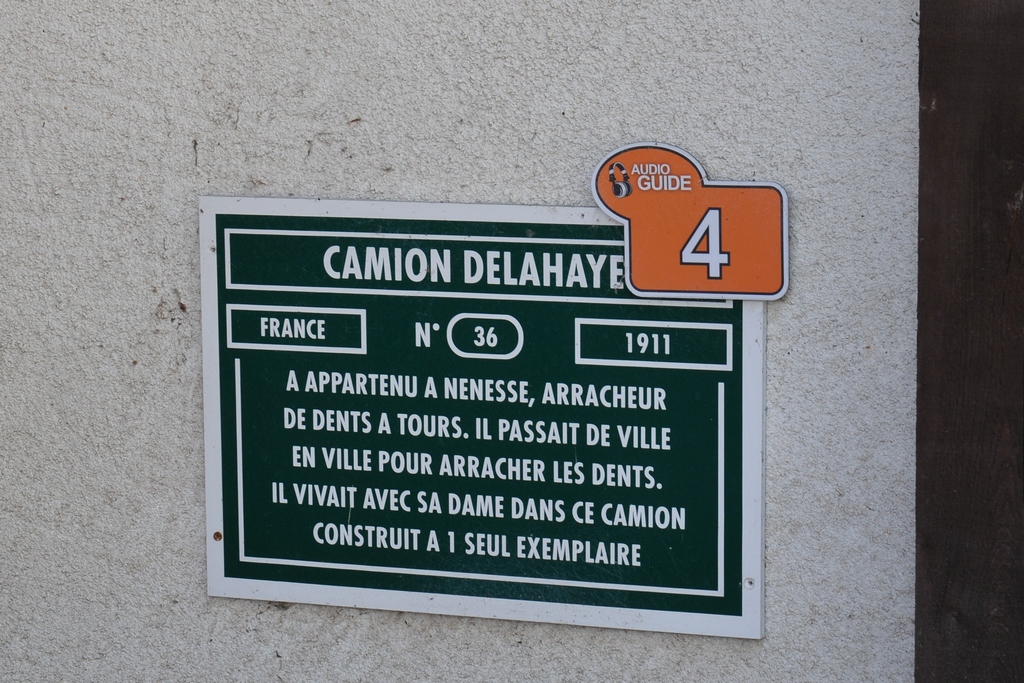 AUDIO
GUIDE
4
CAMION DELAHAYE
FRANCE N° 36 1911
A APPARTENU A NENESSE, ARRACHEUR
DE DENTS A TOURS. IL PASSAIT DE VILLE
EN VILLE POUR ARRACHER LES DENTS.
IL VIVAIT AVEC SA DAME DANS CE CAMION
CONSTRUIT A 1 SEUL EXEMPLAIRE